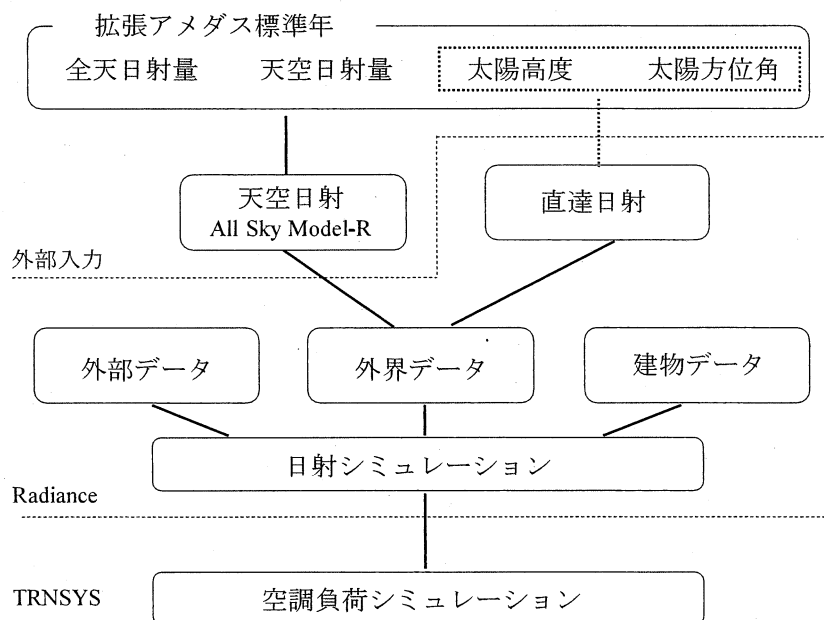 拡張アメダス標準年
全天日射量 天空日射量 太陽高度 太陽方位角
天空日射
All Sky Model-R
直達日射
外部入力
外部データ 外界データ 建物データ
日射シミュレーション
Radiance
TRNSYS 空調負荷シミュレーション